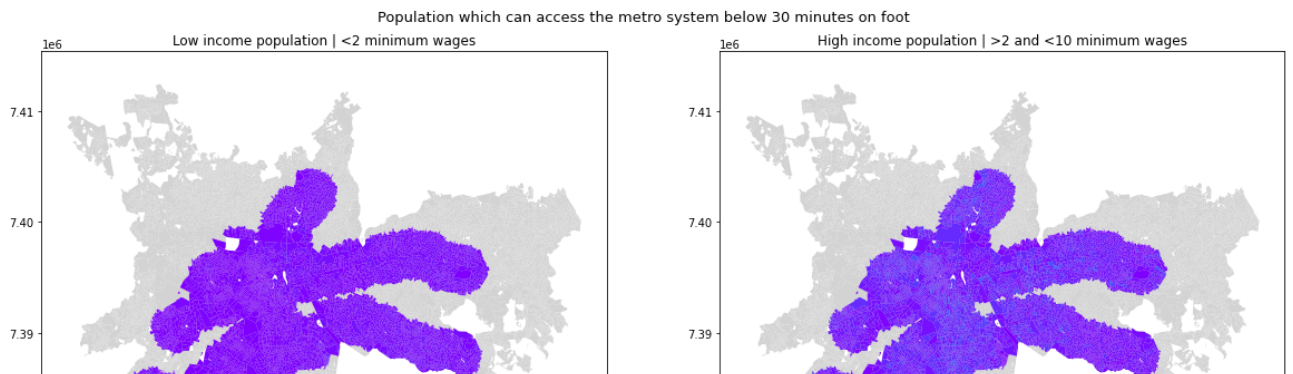 Population which can access the metro system below 30 minutes on foot
Low income population | <2 minimum wages
1e6
7.41
7.40
7.39
High income population | >2 and <10 minimum wages
1e6
7.41
7.40
7.39